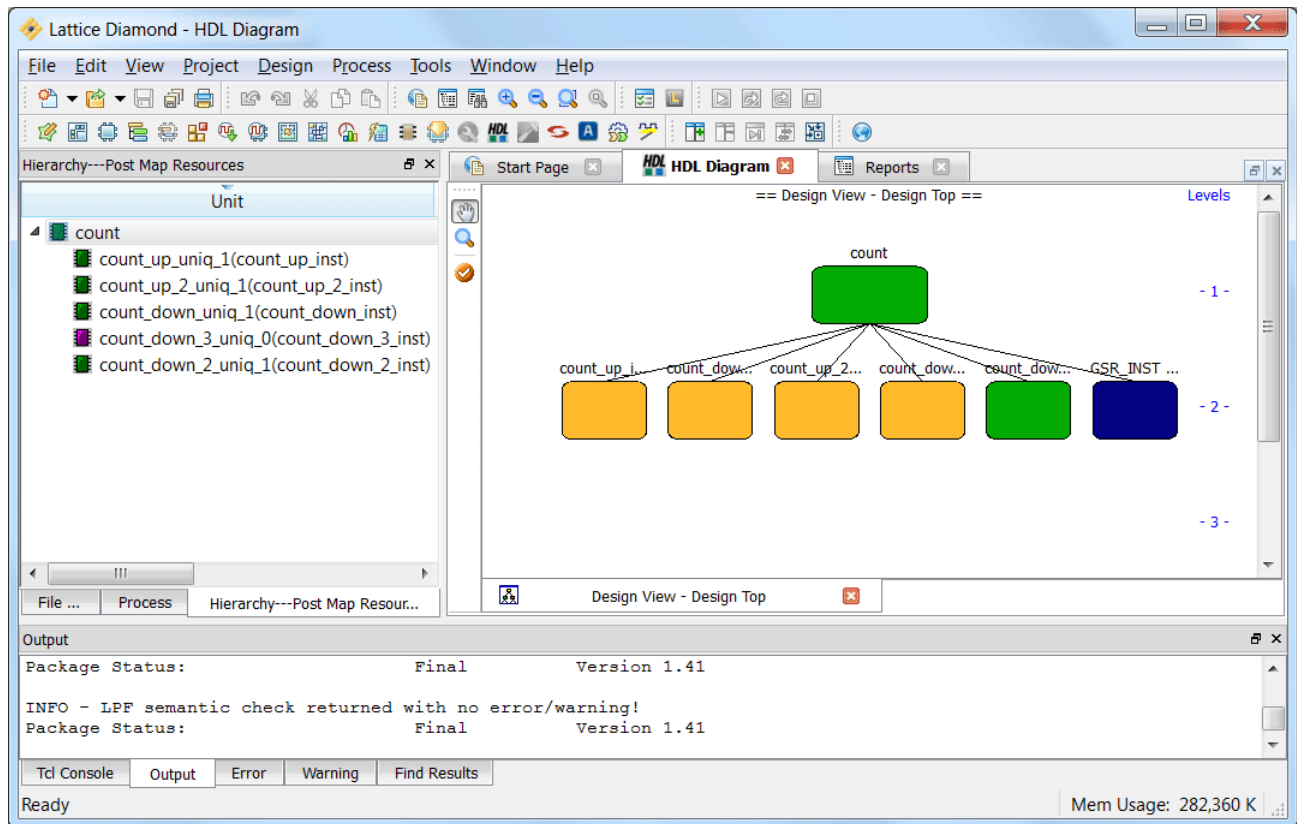 Lattice Diamond - HDL Diagram
File Edit View Project Design Process Tools Window Help
HDL
A
Hierarchy---Post Map Resources
Start Page
HDL HDL Diagram
Reports
Unit
count
count_up_uniq_1(count_up_inst)
count_up_2_uniq_1(count_up_2_inst)
count_down_uniq_1(count_down_inst)
count_down_3_uniq_0(count_down_3_inst)
count_down_2_uniq_1(count_down_2_inst)
== Design View - Design Top ==
Levels
count
- 1 -
count_up_i... count_dow... count_up_2... count_dow... count_dow... GSR_INST ...
- 2 -
- 3 -
File ... Process Hierarchy---Post Map Resour...
Design View - Design Top
Output
Package Status: Final Version 1.41
INFO - LPF semantic check returned with no error/warning!
Package Status: Final Version 1.41
Tcl Console Output Error Warning Find Results
Ready
Mem Usage: 282,360 K